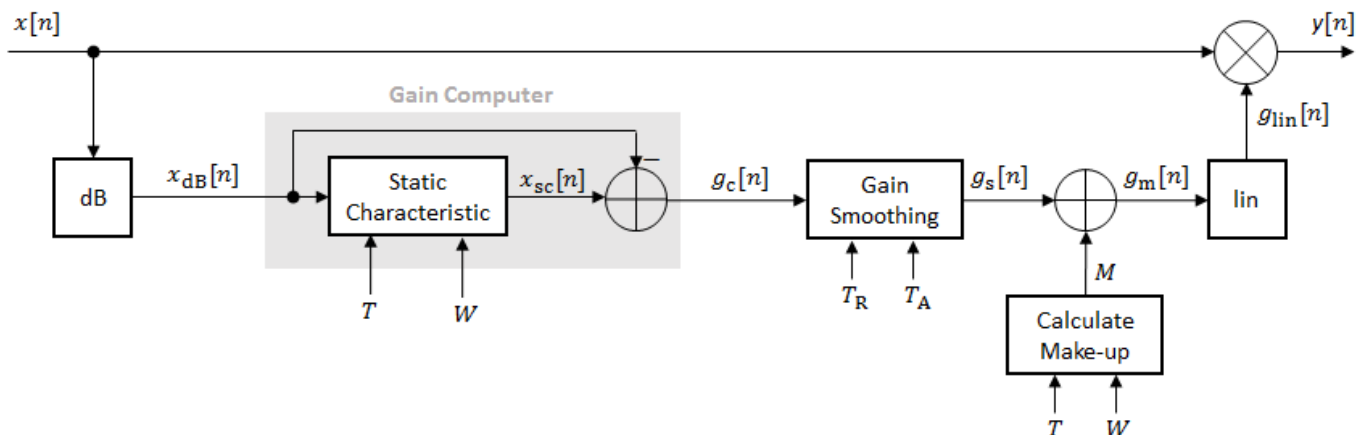 x[n]
y[n]
Gain Computer
g_lin[n]
dB
x_dB[n]
Static
Characteristic
x_sc[n]
−
g_c[n]
Gain
Smoothing
g_s[n]
g_m[n]
lin
T
W
T_R
T_A
M
Calculate
Make-up
T
W